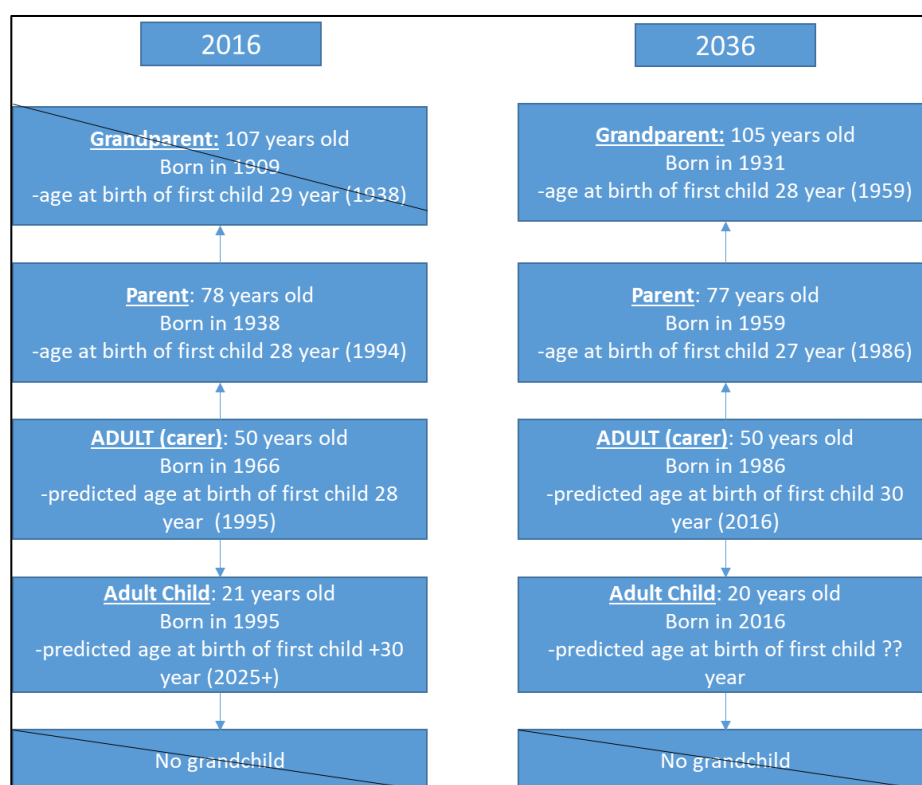 2016
Grandparent: 107 years old
Born in 1909
-age at birth of first child 29 year (1938)
Parent: 78 years old
Born in 1938
-age at birth of first child 28 year (1994)
ADULT (carer): 50 years old
Born in 1966
-predicted age at birth of first child 28
year (1995)
Adult Child: 21 years old
Born in 1995
-predicted age at birth of first child +30
year (2025+)
No grandchild
2036
Grandparent: 105 years old
Born in 1931
-age at birth of first child 28 year (1959)
Parent: 77 years old
Born in 1959
-age at birth of first child 27 year (1986)
ADULT (carer): 50 years old
Born in 1986
-predicted age at birth of first child 30
year (2016)
Adult Child: 20 years old
Born in 2016
-predicted age at birth of first child ??
year
No grandchild